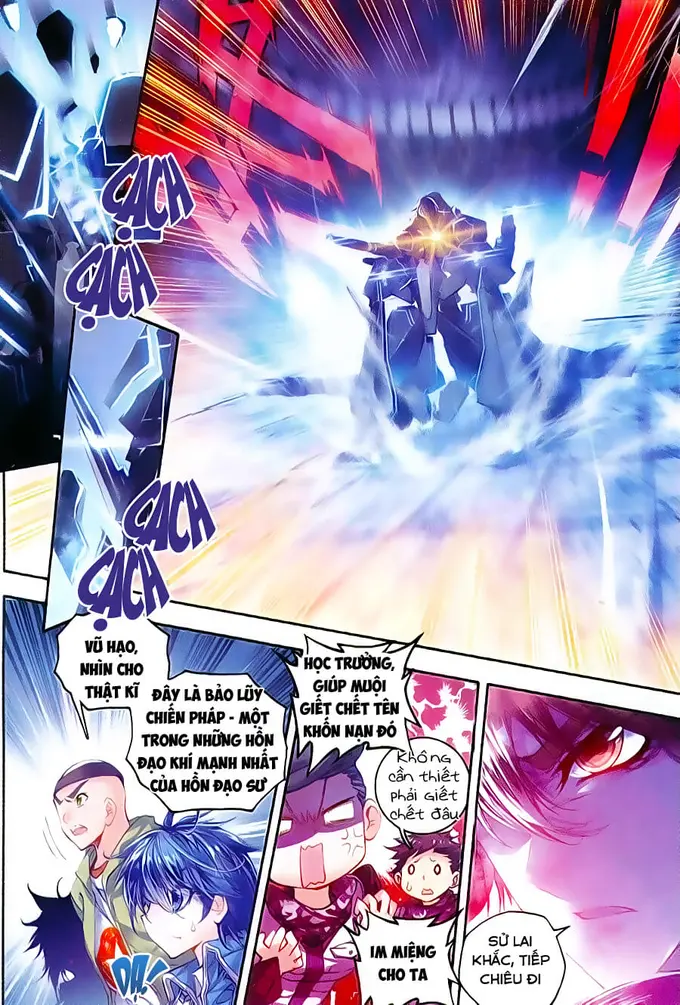 CẠCH
CẠCH
CẠCH
CẠCH
VŨ HẠO,
NHÌN CHO
THẬT KĨ
ĐÂY LÀ BẢO LŨY
CHIẾN PHÁP - MỘT
TRONG NHỮNG HỒN
ĐẠO KHÍ MẠNH NHẤT
CỦA HỒN ĐẠO SƯ
DẠ!
HỌC TRƯỞNG,
GIÚP MUỘI
GIẾT CHẾT TÊN
KHỐN NẠN ĐÓ
Không
cần thiết
phải giết
chết đâu
IM MIỆNG
CHO TA
SỬ LAI
KHẮC, TIẾP
CHIÊU ĐI